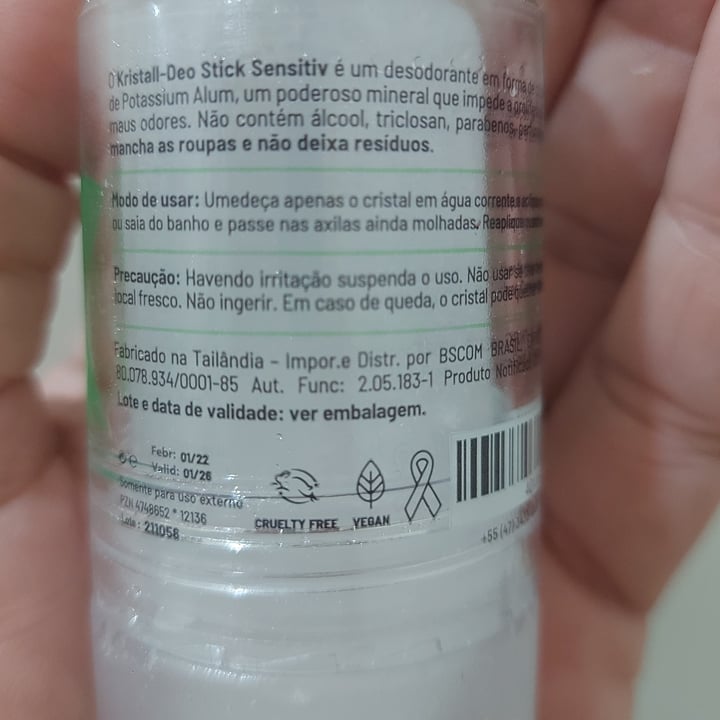 O Kristall-Deo Stick Sensitiv é um desodorante em forma de
de Potassium Alum, um poderoso mineral que impede a
maus odores. Não contém álcool, triclosan, parabenos,
mancha as roupas e não deixa resíduos.
Modo de usar: Umedeça apenas o cristal em água corrente
ou saia do banho e passe nas axilas ainda molhadas. Reaplique
Precaução: Havendo irritação suspenda o uso. Não usar se
local fresco. Não ingerir. Em caso de queda, o cristal pode
Fabricado na Tailândia - Impor.e Distr. por BSCOM BRASIL
80.078.934/0001-85 Aut. Func: 2.05.183-1 Produto Notificado
Lote e data de validade: ver embalagem.
Febr: 01/22
Valid: 01/26
Somente para uso externo
PZN 4748652 * 12136
Lote : 211058
CRUELTY FREE VEGAN
+55 (47)